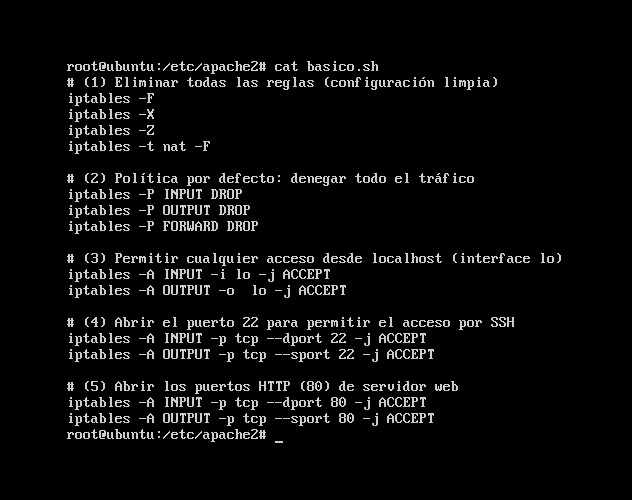 root@ubuntu:/etc/apache2# cat basico.sh
# (1) Eliminar todas las reglas (configuración limpia)
iptables -F
iptables -X
iptables -Z
iptables -t nat -F
# (2) Política por defecto: denegar todo el tráfico
iptables -P INPUT DROP
iptables -P OUTPUT DROP
iptables -P FORWARD DROP
# (3) Permitir cualquier acceso desde localhost (interface lo)
iptables -A INPUT -i lo -j ACCEPT
iptables -A OUTPUT -o  lo -j ACCEPT
# (4) Abrir el puerto 22 para permitir el acceso por SSH
iptables -A INPUT -p tcp --dport 22 -j ACCEPT
iptables -A OUTPUT -p tcp --sport 22 -j ACCEPT
# (5) Abrir los puertos HTTP (80) de servidor web
iptables -A INPUT -p tcp --dport 80 -j ACCEPT
iptables -A OUTPUT -p tcp --sport 80 -j ACCEPT
root@ubuntu:/etc/apache2# _